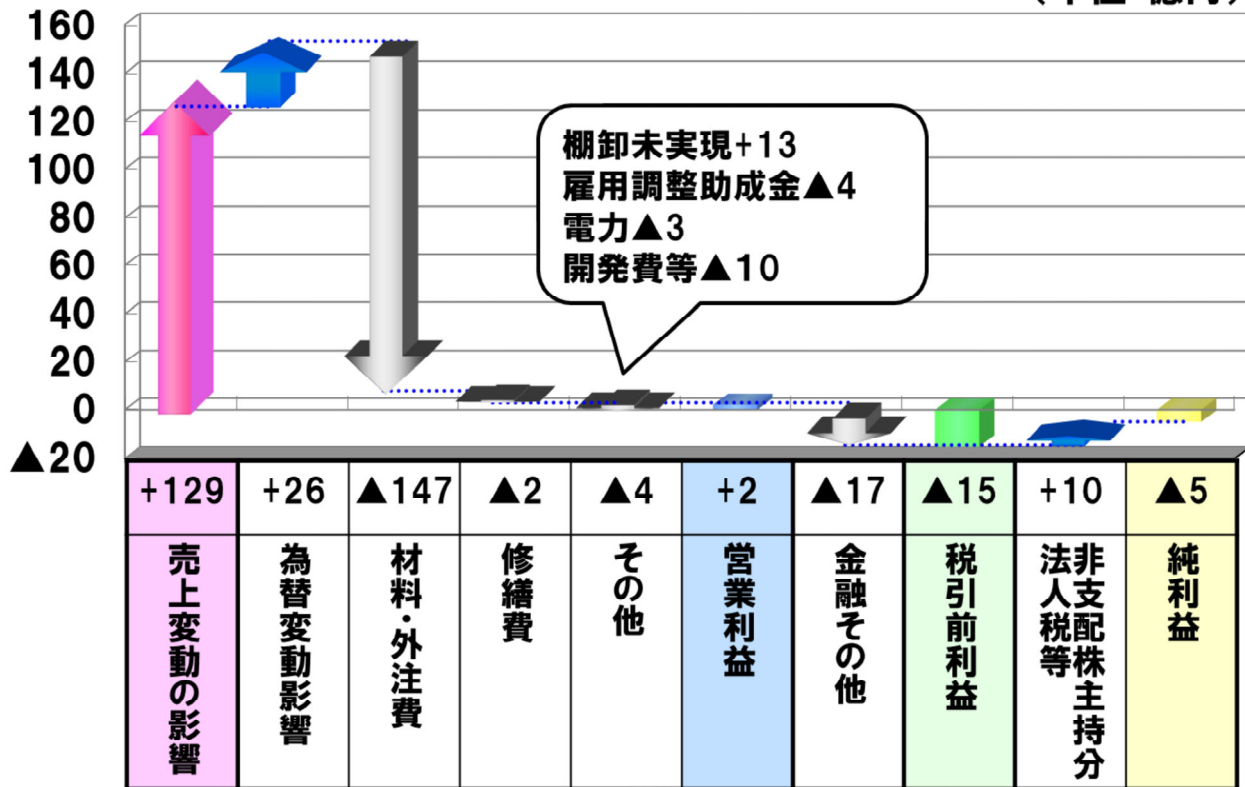 160
140
120
100
80
60
40
20
0
▲20
棚卸未実現+13
雇用調整助成金▲4
電力▲3
開発費等▲10
+129
+26
▲147
▲2
▲4
+2
▲17
▲15
+10
▲5
売上変動の影響
為替変動影響
材料・外注費
修繕費
その他
営業利益
金融その他
税引前利益
非支配株主持分
法人税等
純利益